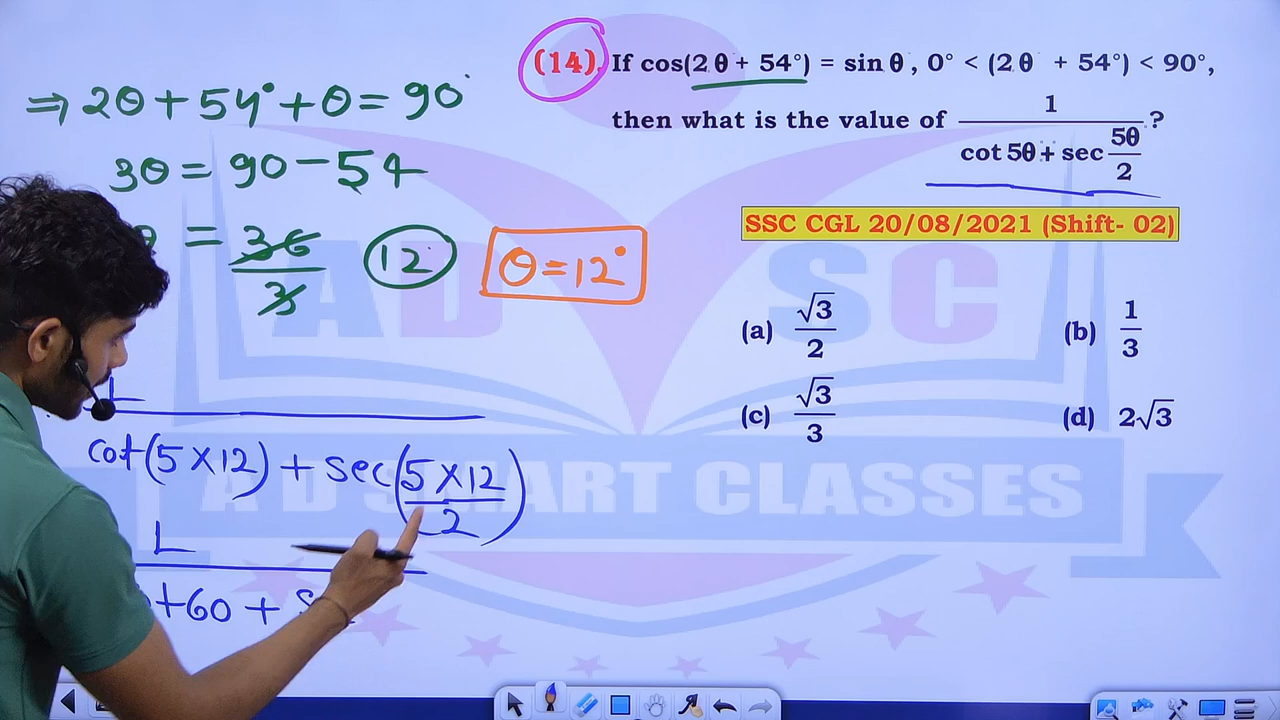 (14) If cos(2θ + 54°) = sin θ, 0° < (2θ + 54°) < 90°,
then what is the value of 1/(cot 5θ + sec 5θ/2)?
SSC CGL 20/08/2021 (Shift- 02)
(a) √3/2
(b) 1/3
(c) √3/3
(d) 2√3
⇒ 2θ + 54° + θ = 90°
3θ = 90 − 54
= 36/3 12°
θ = 12°
cot(5×12) + sec(5×12/2)
+60 +
AD SC
A D SMART CLASSES